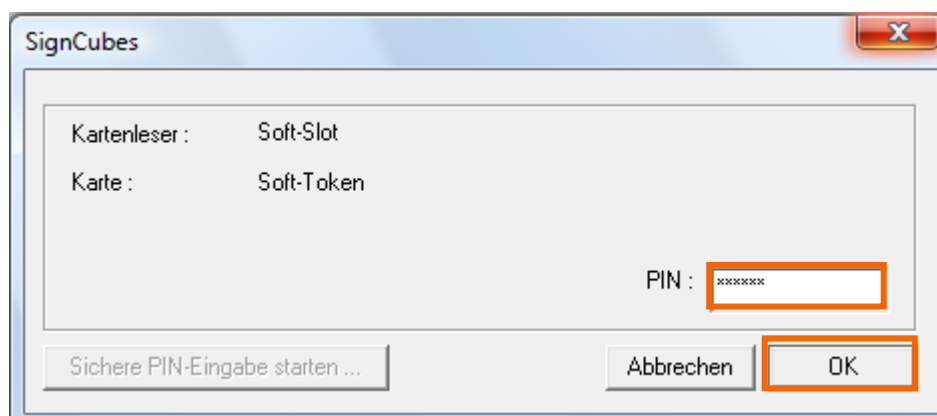 SignCubes
Kartenleser : Soft-Slot
Karte : Soft-Token
PIN : ******
Sichere PIN-Eingabe starten ... Abbrechen OK